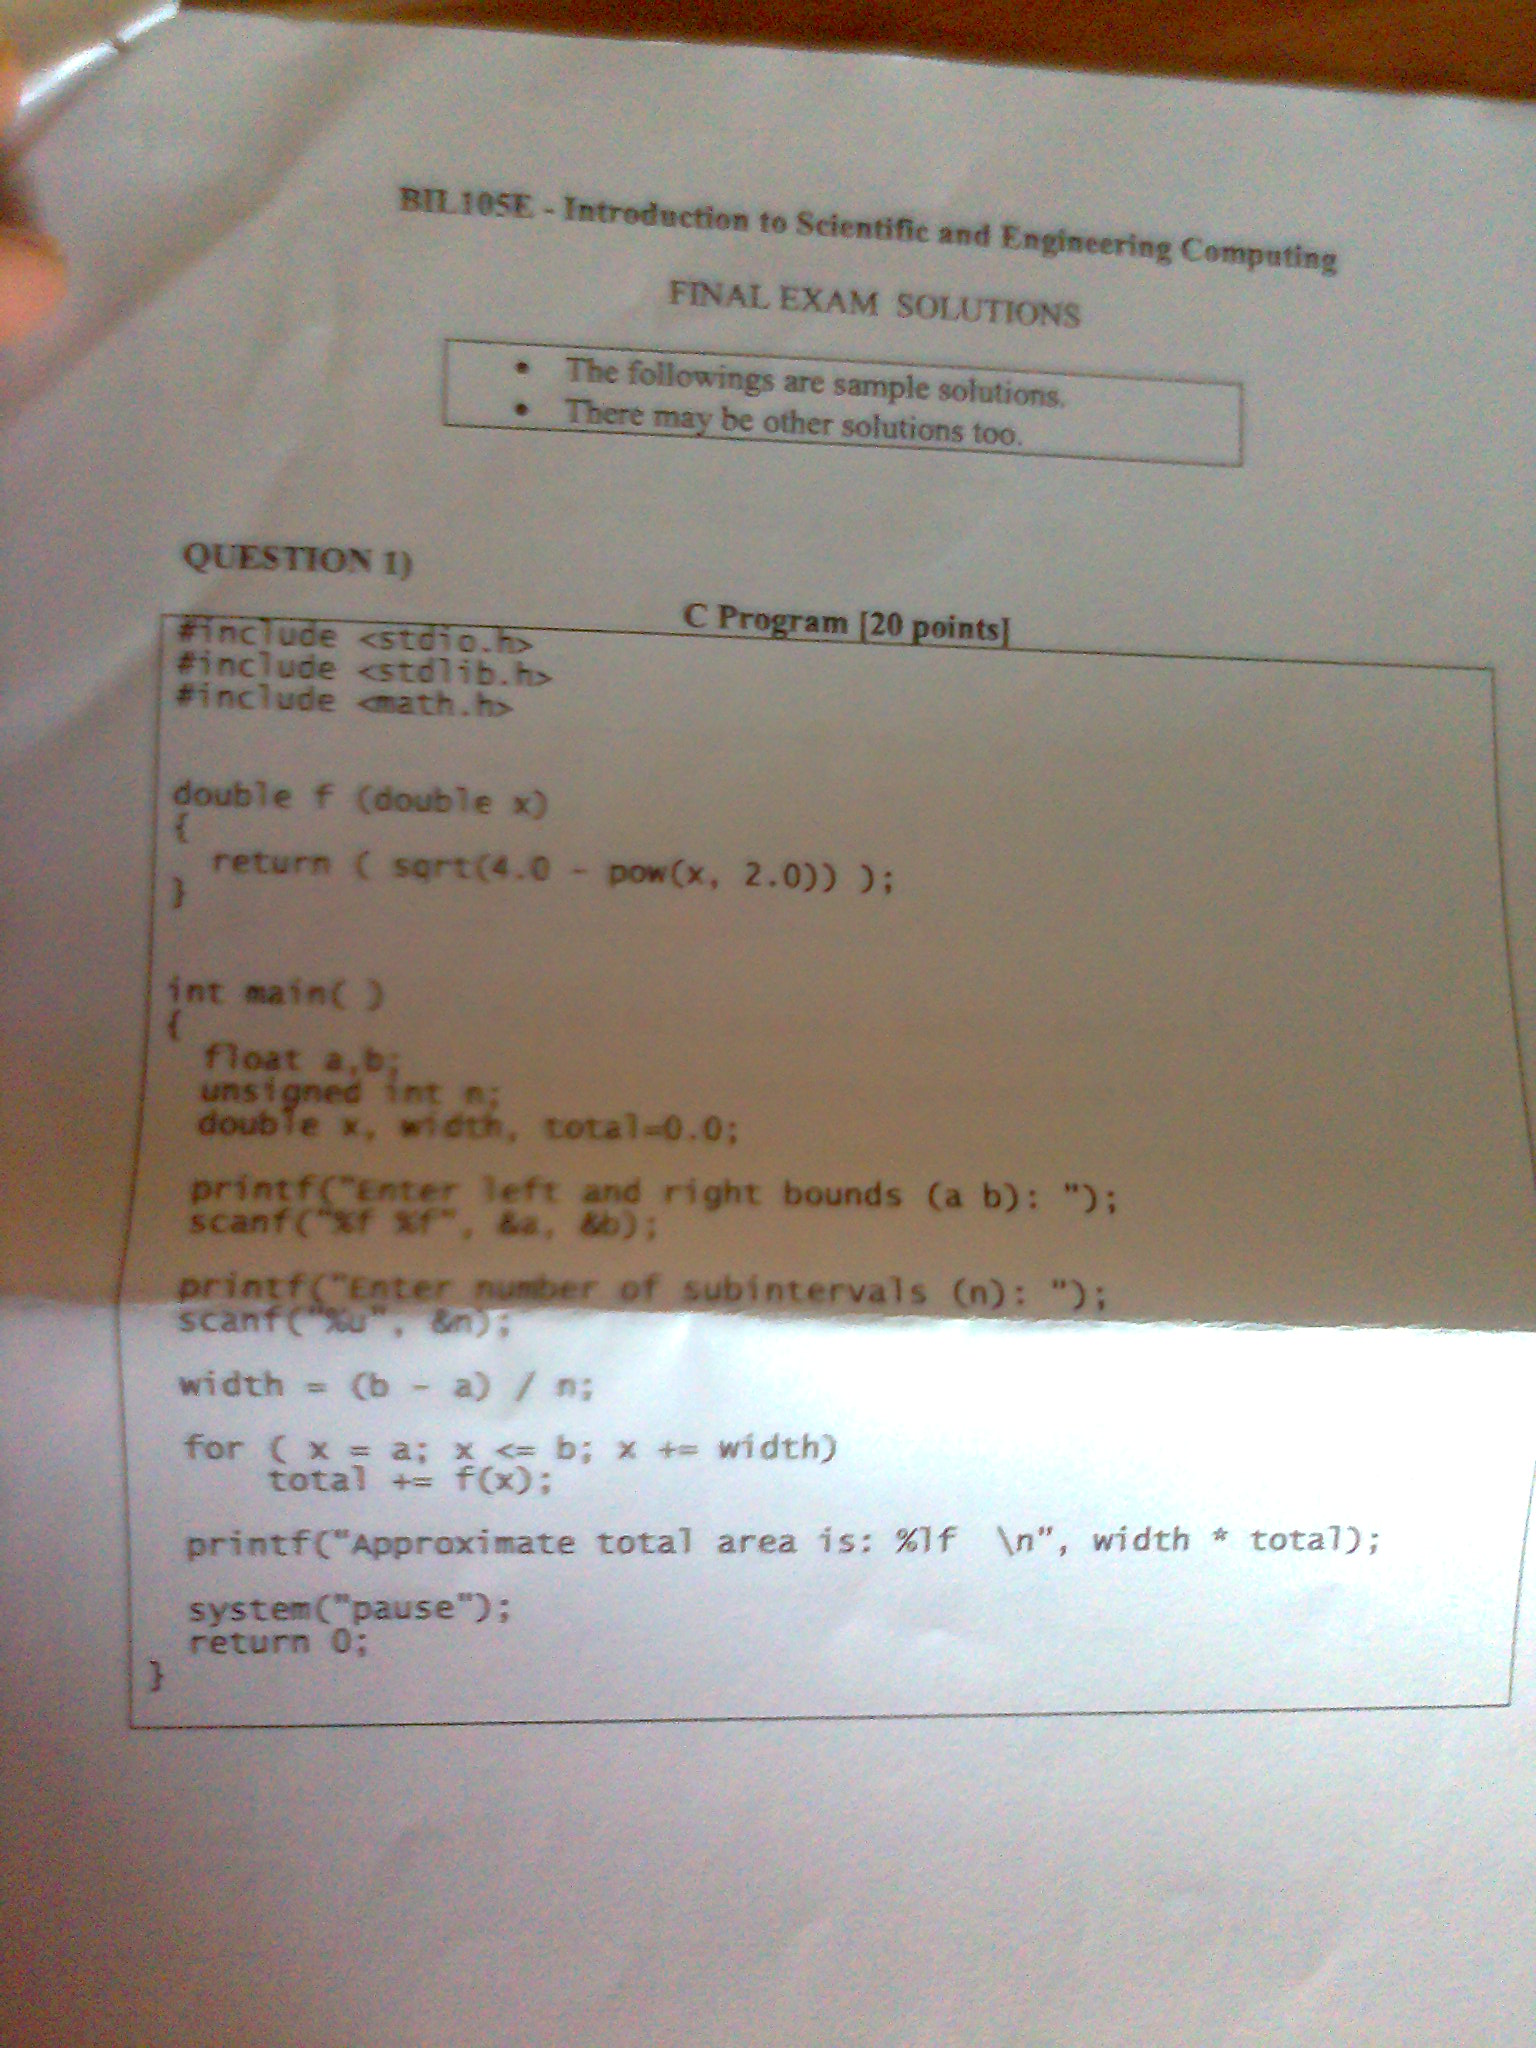 BIL105E - Introduction to Scientific and Engineering Computing
FINAL EXAM SOLUTIONS
• The followings are sample solutions.
• There may be other solutions too.
QUESTION 1)
C Program [20 points]
#include <stdio.h>
#include <stdlib.h>
#include <math.h>
double f (double x)
{
return ( sqrt(4.0 - pow(x, 2.0)) );
}
int main( )
{
float a,b;
unsigned int n;
double x, width, total=0.0;
printf("Enter left and right bounds (a b): ");
scanf("%f %f", &a, &b);
printf("Enter number of subintervals (n): ");
scanf("%u", &n);
width = (b - a) / n;
for ( x = a; x <= b; x += width)
total += f(x);
printf("Approximate total area is: %lf  \n", width * total);
system("pause");
return 0;
}